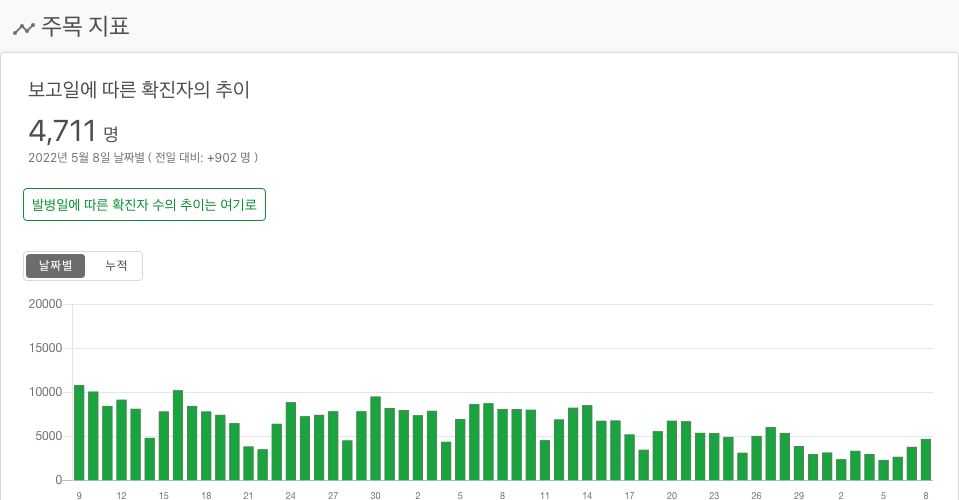 주목 지표
보고일에 따른 확진자의 추이
4,711 명
2022년 5월 8일 날짜별 ( 전일 대비: +902 명 )
발병일에 따른 확진자 수의 추이는 여기로
날짜별 누적
20000
15000
10000
5000
0
9 12 15 18 21 24 27 30 2 5 8 11 14 17 20 23 26 29 2 5 8